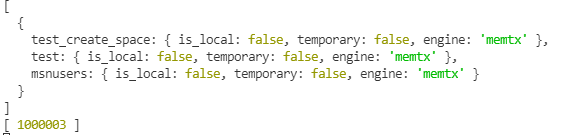 [
  {
    test_create_space: { is_local: false, temporary: false, engine: 'memtx' },
    test: { is_local: false, temporary: false, engine: 'memtx' },
    msnusers: { is_local: false, temporary: false, engine: 'memtx' }
  }
]
[ 1000003 ]